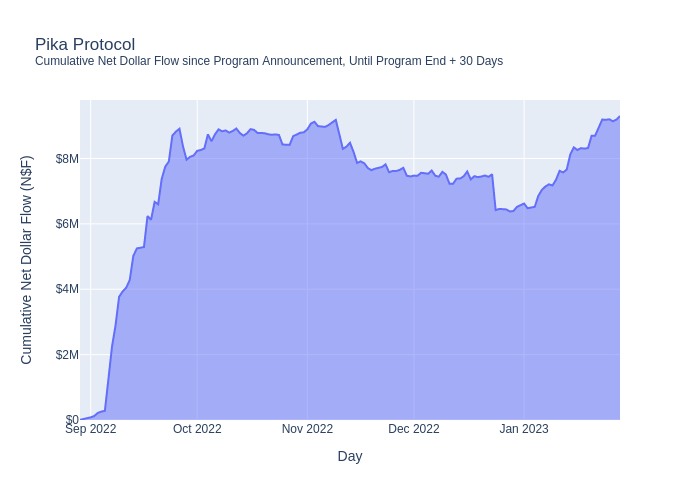 Pika Protocol
Cumulative Net Dollar Flow since Program Announcement, Until Program End + 30 Days
Cumulative Net Dollar Flow (N$F)
$8M
$6M
$4M
$2M
$0
Sep 2022
Oct 2022
Nov 2022
Dec 2022
Jan 2023
Day